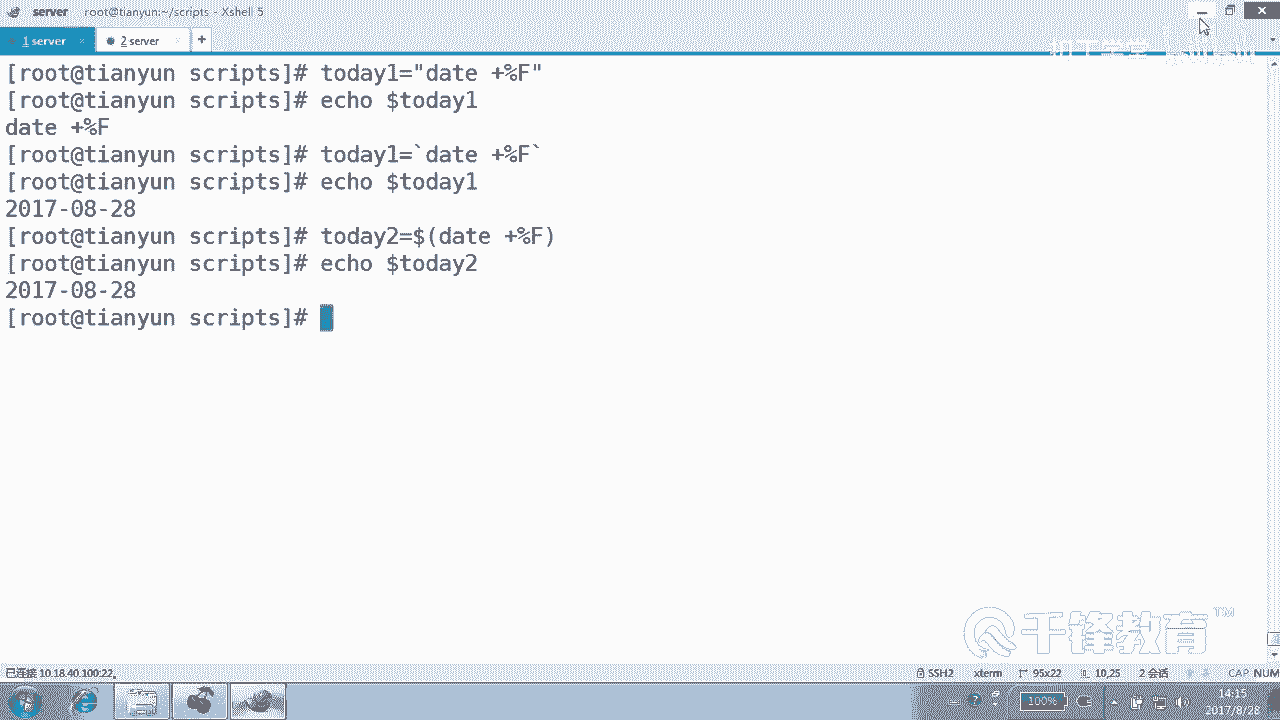 server root@tianyun:~/scripts - Xshell 5
1 server × 2 server × +
[root@tianyun scripts]# today1="date +%F"
[root@tianyun scripts]# echo $today1
date +%F
[root@tianyun scripts]# today1=`date +%F`
[root@tianyun scripts]# echo $today1
2017-08-28
[root@tianyun scripts]# today2=$(date +%F)
[root@tianyun scripts]# echo $today2
2017-08-28
[root@tianyun scripts]#
千锋教育™
已连接 10.18.40.100:22。 SSH2 xterm 95x22 10,25 2 会话 CAP NUM
100% 14:15
2017/8/28